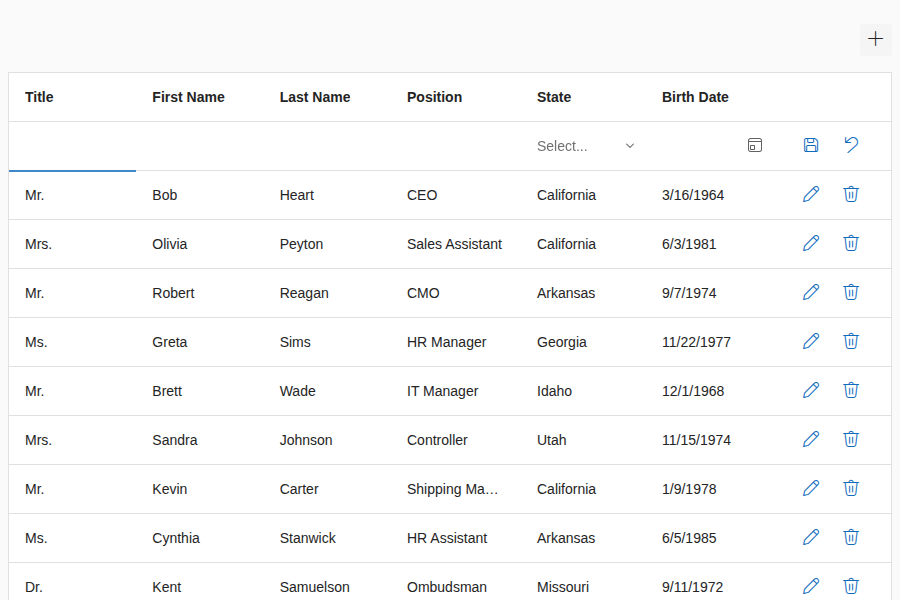 Title First Name Last Name Position State Birth Date
Select...
Mr. Bob Heart CEO California 3/16/1964
Mrs. Olivia Peyton Sales Assistant California 6/3/1981
Mr. Robert Reagan CMO Arkansas 9/7/1974
Ms. Greta Sims HR Manager Georgia 11/22/1977
Mr. Brett Wade IT Manager Idaho 12/1/1968
Mrs. Sandra Johnson Controller Utah 11/15/1974
Mr. Kevin Carter Shipping Ma… California 1/9/1978
Ms. Cynthia Stanwick HR Assistant Arkansas 6/5/1985
Dr. Kent Samuelson Ombudsman Missouri 9/11/1972